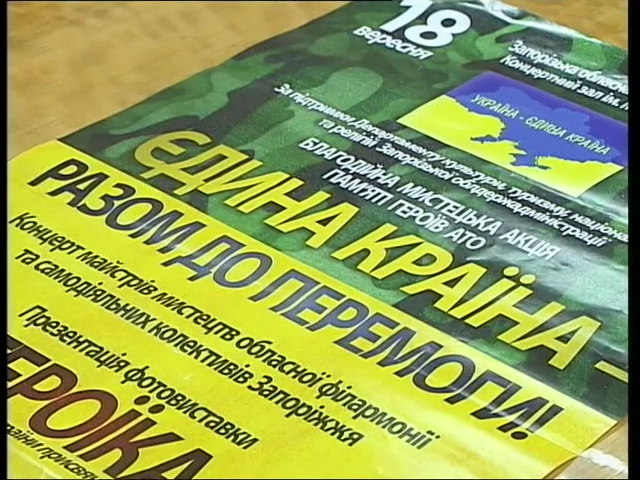 18
вересня
Запорізька обласна
Концертний зал ім.
УКРАЇНА - ЄДИНА КРАЇНА
За підтримки Департаменту культури, туризму,
та релігій Запорізької облдержадміністрації
БЛАГОДІЙНА МИСТЕЦЬКА АКЦІЯ
ПАМ'ЯТІ ГЕРОЇВ АТО
ЄДИНА КРАЇНА –
РАЗОМ ДО ПЕРЕМОГИ!
Концерт майстрів мистецтв обласної філармонії
та самодіяльних колективів Запоріжжя
Презентація фотовиставки
ЕРОЇКА